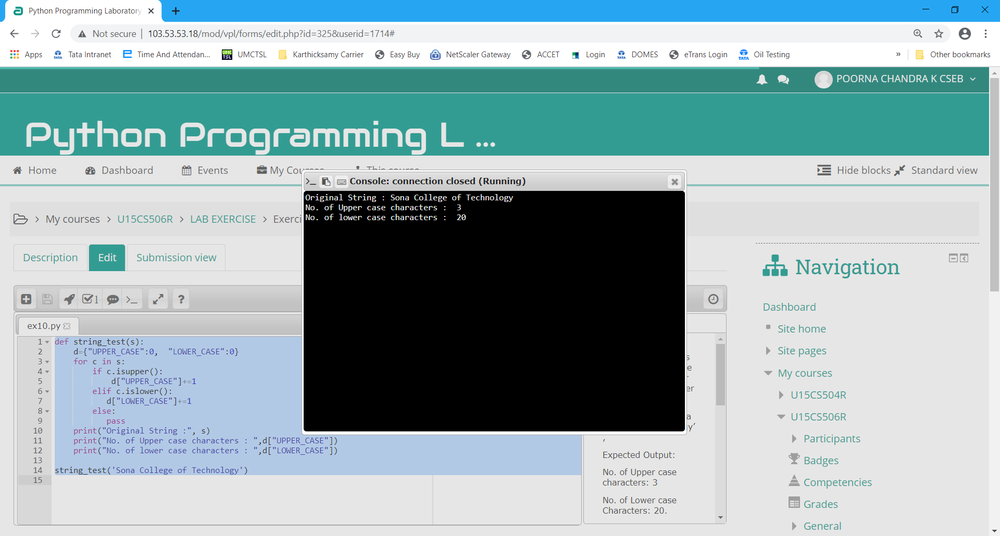 Python Programming Laboratory
Not secure | 103.53.53.18/mod/vpl/forms/edit.php?id=325&userid=1714#
Apps
Tata Intranet
Time And Attendan...
UMCTSL
Karthicksamy Carrier
Easy Buy
NetScaler Gateway
ACCET
Login
DOMES
eTrans Login
Oil Testing
»
Other bookmarks
POORNA CHANDRA K CSEB
Python Programming L ...
Home
Dashboard
Events
My Courses
This course
Hide blocks
Standard view
Console: connection closed (Running)
Original String : Sona College of Technology
No. of Upper case characters :  3
No. of lower case characters :  20
My courses > U15CS506R > LAB EXERCISE > Exerci
Description
Edit
Submission view
1
?
ex10.py
1 def string_test(s):
2     d={"UPPER_CASE":0,  "LOWER_CASE":0}
3     for c in s:
4         if c.isupper():
5             d["UPPER_CASE"]+=1
6         elif c.islower():
7            d["LOWER_CASE"]+=1
8         else:
9            pass
10     print("Original String :", s)
11     print("No. of Upper case characters : ",d["UPPER_CASE"])
12     print("No. of lower case characters : ",d["LOWER_CASE"])
13
14 string_test('Sona College of Technology')
15
s
e
er
a
y’
,
Expected Output:
No. of Upper case
characters: 3
No. of Lower case
Characters: 20.
Navigation
Dashboard
Site home
Site pages
My courses
U15CS504R
U15CS506R
Participants
Badges
Competencies
Grades
General